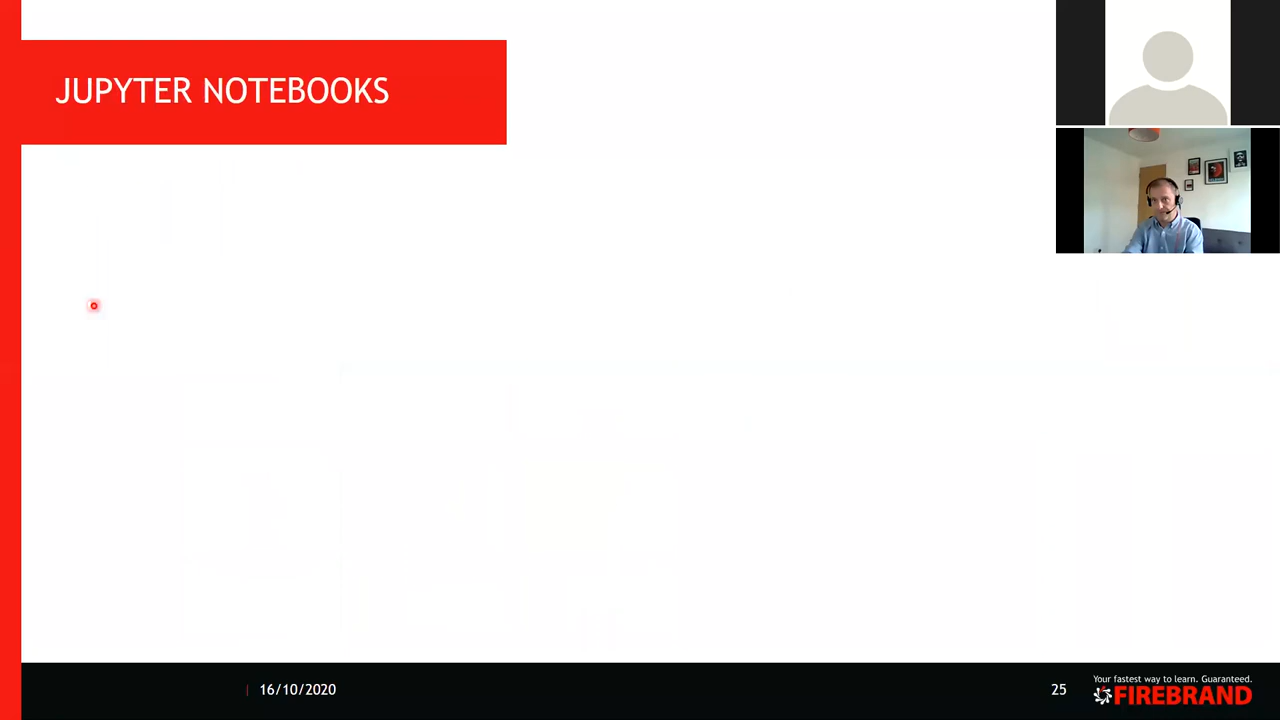 JUPYTER NOTEBOOKS
16/10/2020
25
Your fastest way to learn. Guaranteed.
FIREBRAND